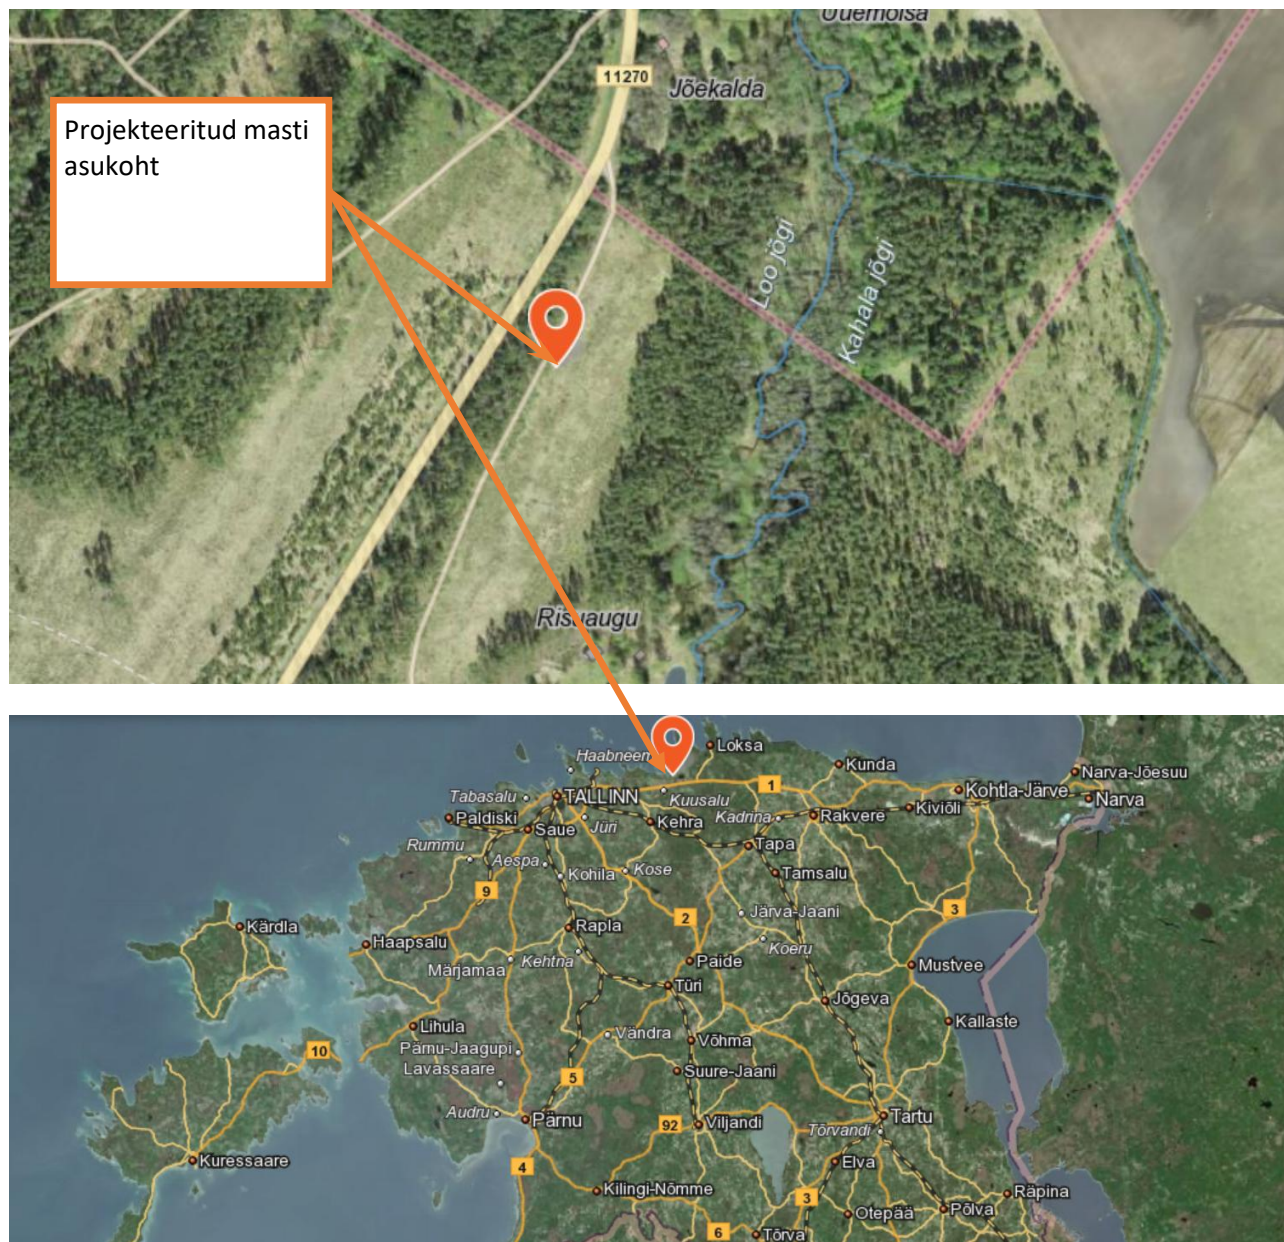 Uuemõisa
11270
Jõekalda
Projekteeritud masti
asukoht
Loo jõgi
Kahala jõgi
Risuaugu
Loksa
Haabneeme
Kunda
Narva-Jõesuu
1
Kohtla-Järve
Narva
Tabasalu
TALLINN
Kuusalu
Kiviõli
Paldiski
Saue
Jüri
Kehra
Kadrina
Rakvere
Rummu
Aespa
Tapa
Kohila
Kose
Tamsalu
9
2
Järva-Jaani
3
Kärdla
Rapla
Haapsalu
Koeru
Märjamaa
Kehtna
Paide
Mustvee
Türi
Jõgeva
Lihula
Vändra
Kallaste
10
Pärnu-Jaagupi
Võhma
Lavassaare
5
Suure-Jaani
Audru
Pärnu
92
Viljandi
Tartu
Tõrvandi
Kuressaare
4
Elva
Kilingi-Nõmme
3
Räpina
Otepää
Põlva
6
Tõrva